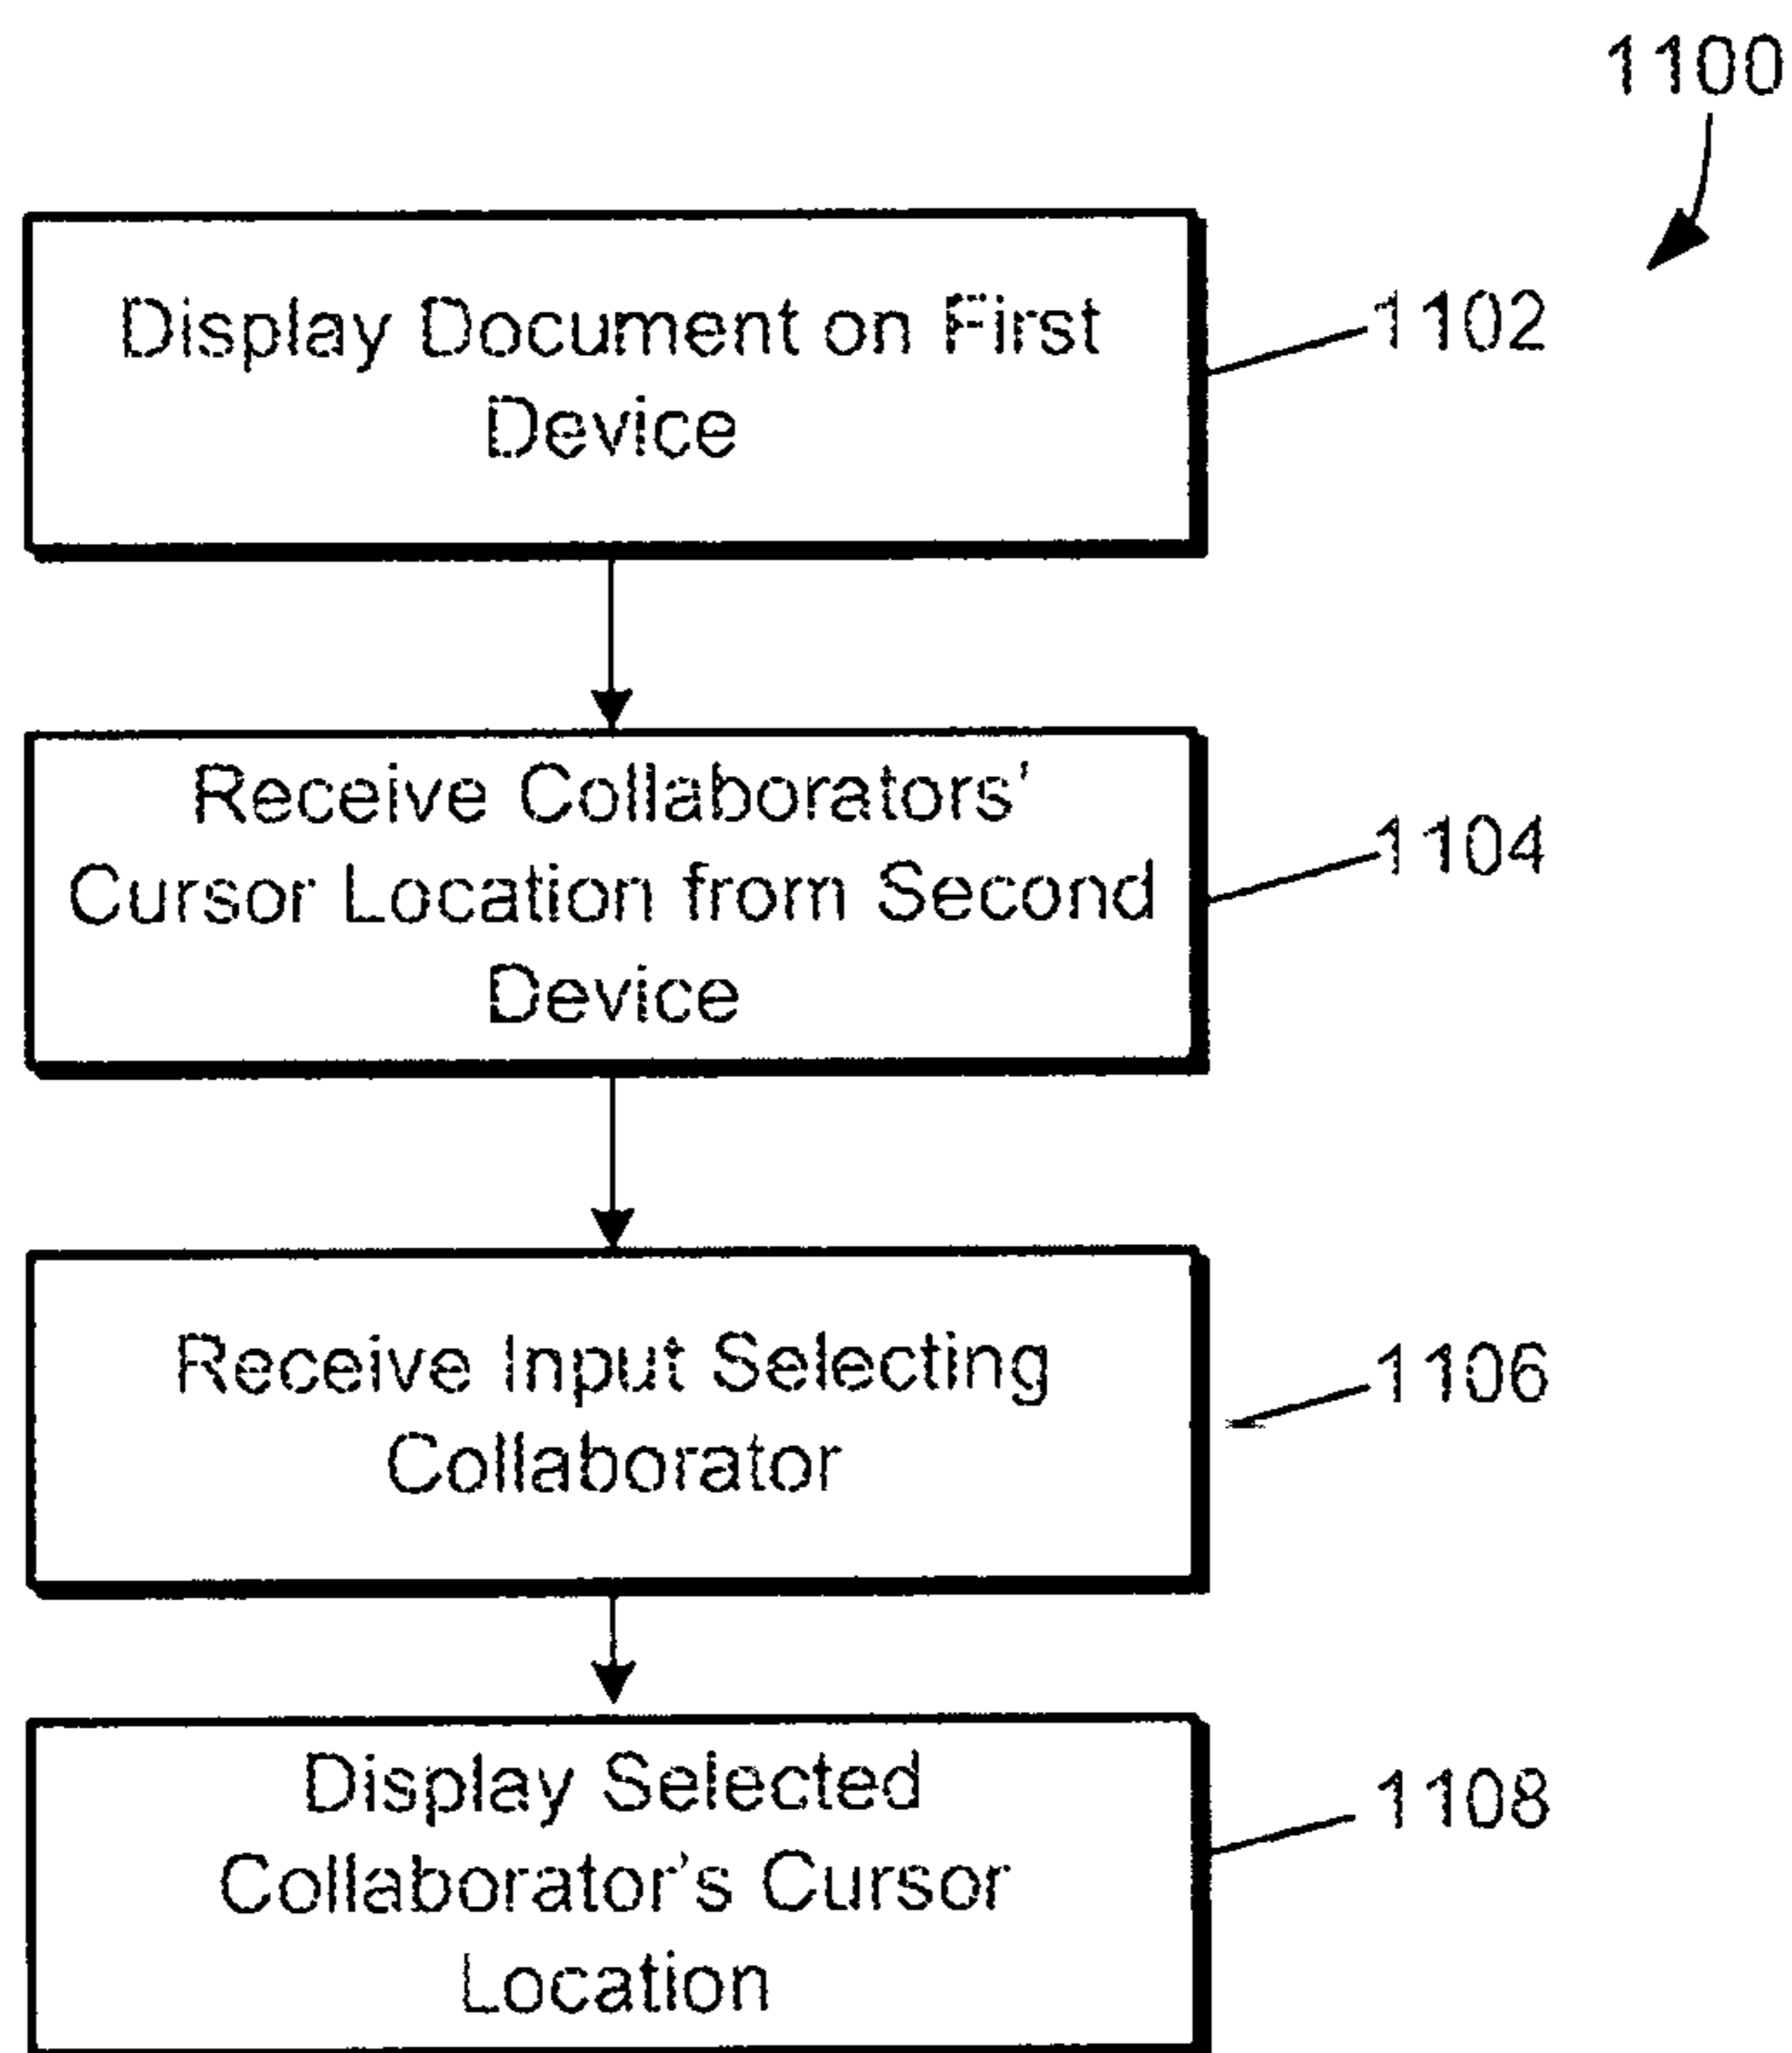 1100
Display Document on First
Device
1102
Receive Collaborators'
Cursor Location from Second
Device
1104
Receive Input Selecting
Collaborator
1106
Display Selected
Collaborator's Cursor
Location
1108